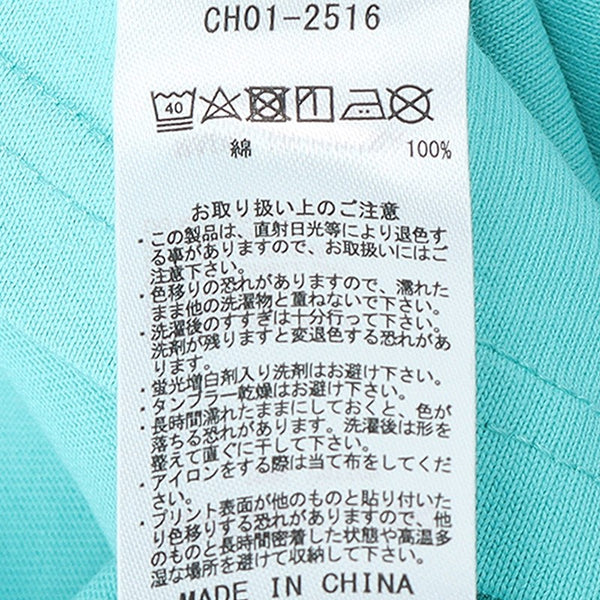 CH01-2516
40
綿 100%
お取り扱い上のご注意
・この製品は、直射日光等により退色す
る事がありますので、お取扱いにはご
注意下さい。
・色移りの恐れがありますので、濡れた
まま他の洗濯物と重ねないで下さい。
・洗濯後のすすぎは十分行って下さい。
洗剤が残りますと変退色する恐れがあ
ります。
・蛍光増白剤入り洗剤はお避け下さい。
・タンブラー乾燥はお避け下さい。
・長時間濡れたままにしておくと、色が
落ちる恐れがあります。洗濯後は形を
整えて直ぐに干して下さい。
・アイロンをする際は当て布をしてくだ
さい。
・プリント表面が他のものと貼り付いた
り色移りする恐れがありますので、他
のものと長時間密着した状態や高温多
湿な場所を避けて収納して下さい。
MADE IN CHINA